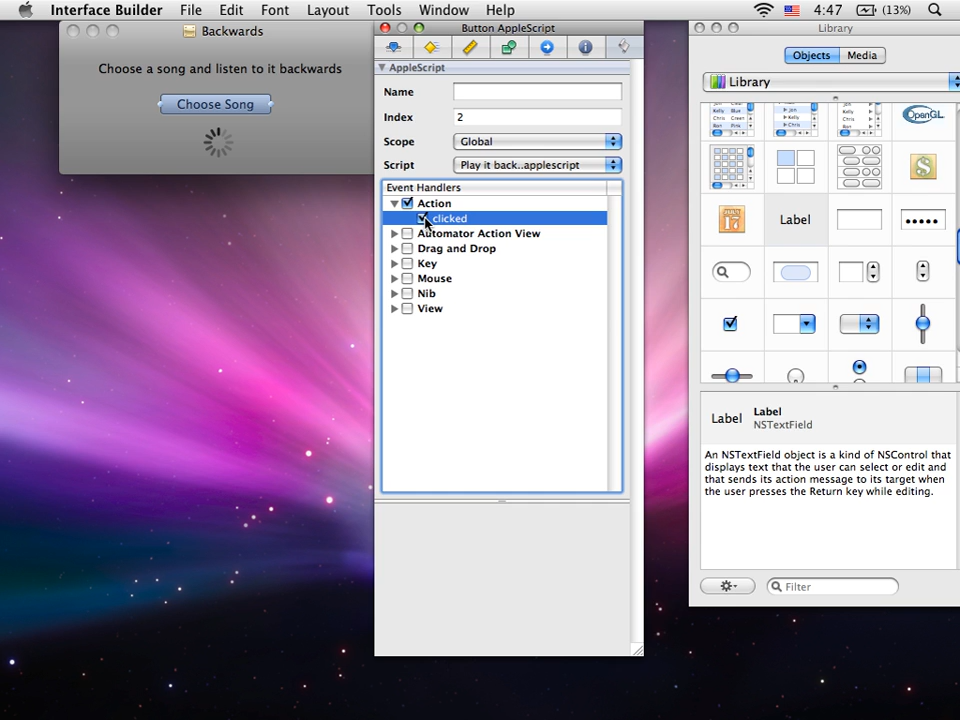 Interface Builder File Edit Font Layout Tools Window Help 4:47 (13%)
Backwards
Choose a song and listen to it backwards
Choose Song
Button AppleScript
AppleScript
Name
Index 2
Scope Global
Script Play it back..applescript
Event Handlers
Action
clicked
Automator Action View
Drag and Drop
Key
Mouse
Nib
View
Library
Objects Media
Library
OpenGL
Label
Label Label
NSTextField
An NSTextField object is a kind of NSControl that
displays text that the user can select or edit and
that sends its action message to its target when
the user presses the Return key while editing.
Filter